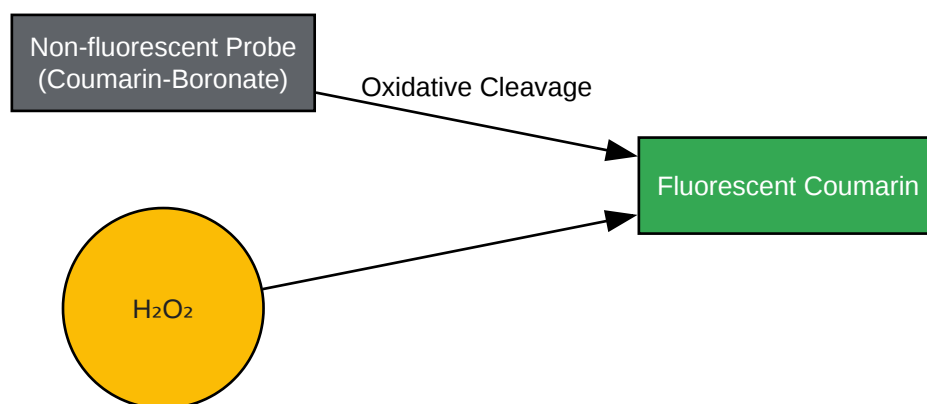 Non-fluorescent Probe
(Coumarin-Boronate)
Oxidative Cleavage
Fluorescent Coumarin
H₂O₂